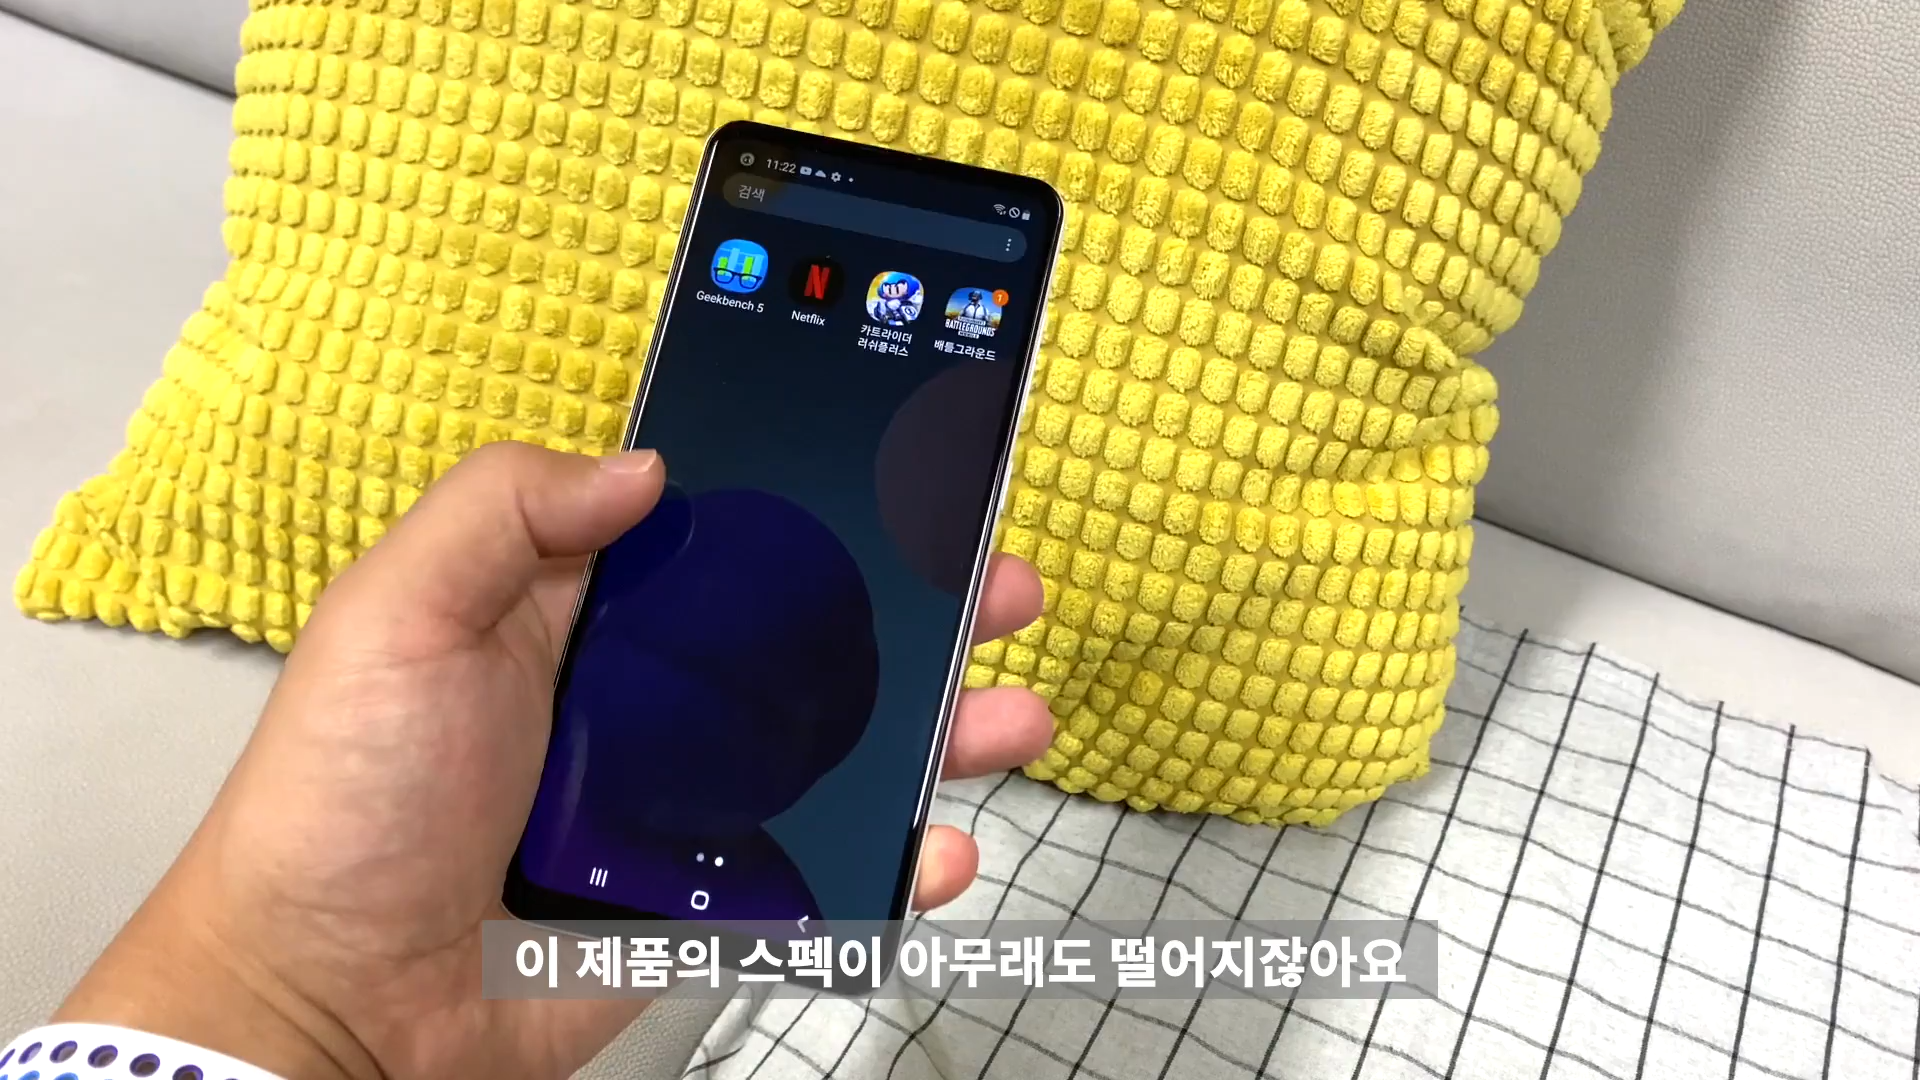 11:22
검색
Geekbench 5
Netflix
카트라이더
러쉬플러스
1
BATTLEGROUNDS
배틀그라운드
이 제품의 스펙이 아무래도 떨어지잖아요